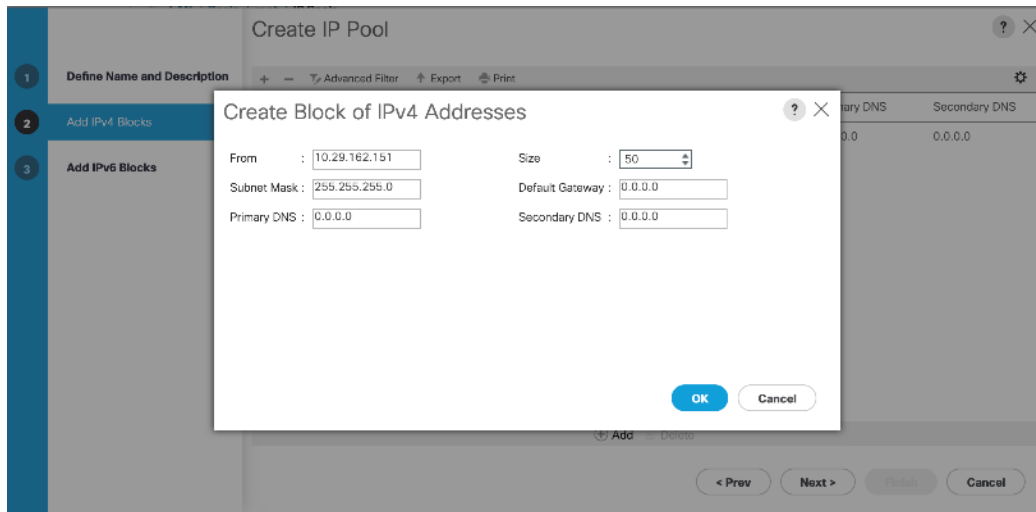 Create IP Pool
?
1 Define Name and Description
+ − Advanced Filter Export Print
2 Add IPv4 Blocks
3 Add IPv6 Blocks
DNS Secondary DNS
0.0.0.0
Create Block of IPv4 Addresses
?
From : 10.29.162.151 Size : 50
Subnet Mask : 255.255.255.0 Default Gateway : 0.0.0.0
Primary DNS : 0.0.0.0 Secondary DNS : 0.0.0.0
OK Cancel
Add Delete
< Prev Next > Finish Cancel